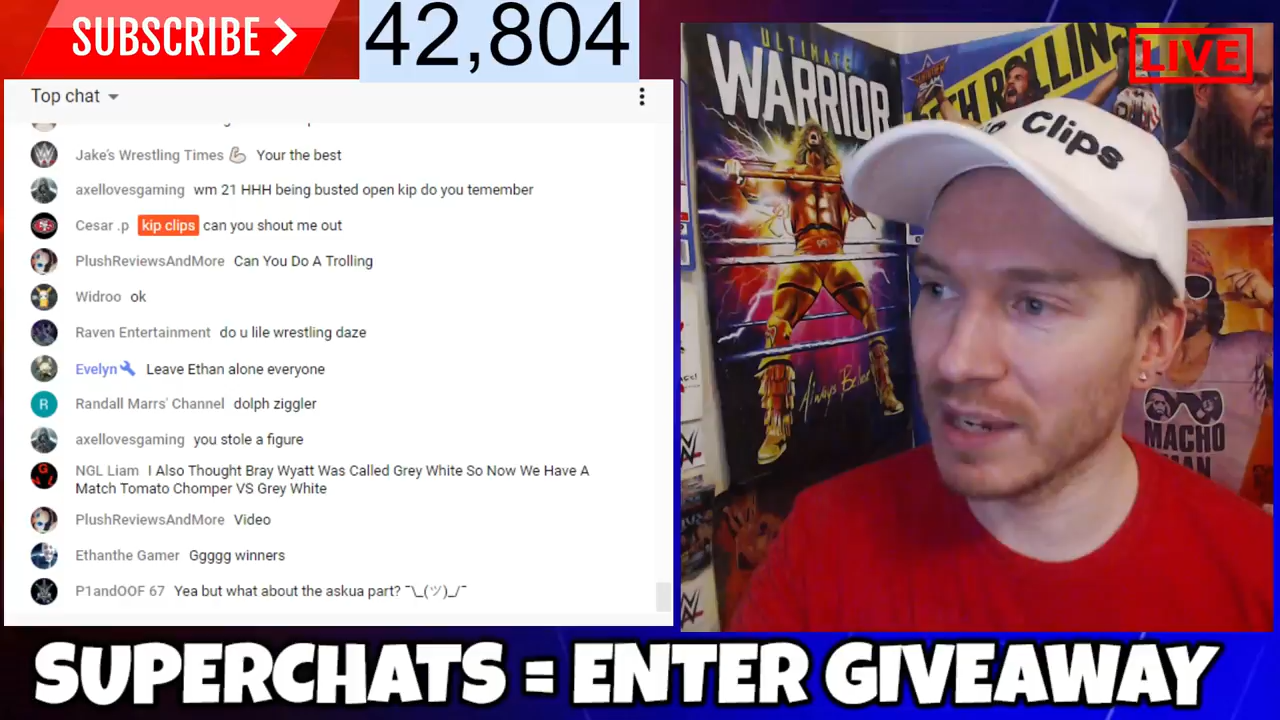 SUBSCRIBE
42,804
Top chat
Jake's Wrestling Times 💪 Your the best
axellovesgaming wm 21 HHH being busted open kip do you temember
Cesar .p kip clips can you shout me out
PlushReviewsAndMore Can You Do A Trolling
Widroo ok
Raven Entertainment do u lile wrestling daze
Evelyn Leave Ethan alone everyone
Randall Marrs' Channel dolph ziggler
axellovesgaming you stole a figure
NGL Liam I Also Thought Bray Wyatt Was Called Grey White So Now We Have A
Match Tomato Chomper VS Grey White
PlushReviewsAndMore Video
Ethanthe Gamer Ggggg winners
P1andOOF 67 Yea but what about the askua part? ¯\_(ツ)_/¯
ULTIMATE
WARRIOR
Always Believe
ROLLIN
LIVE
Clips
MACHO
MAN
SUPERCHATS = ENTER GIVEAWAY